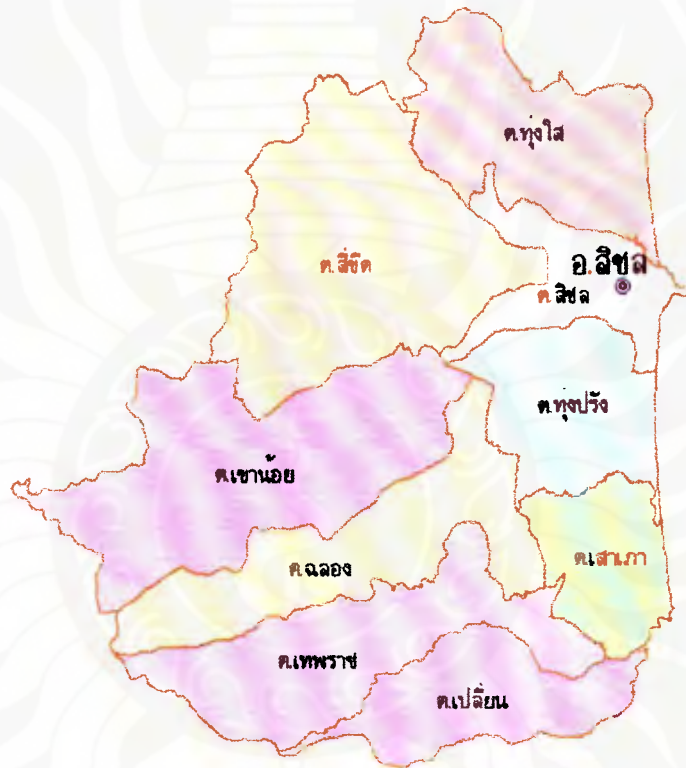 ต.ทุ่งใส
อ.สิชล
ต.สี่ขีด
ต.สิชล
ต.ทุ่งปรัง
ต.เขาน้อย
ต.เสาเภา
ต.ฉลอง
ต.เทพราช
ต.เปลี่ยน